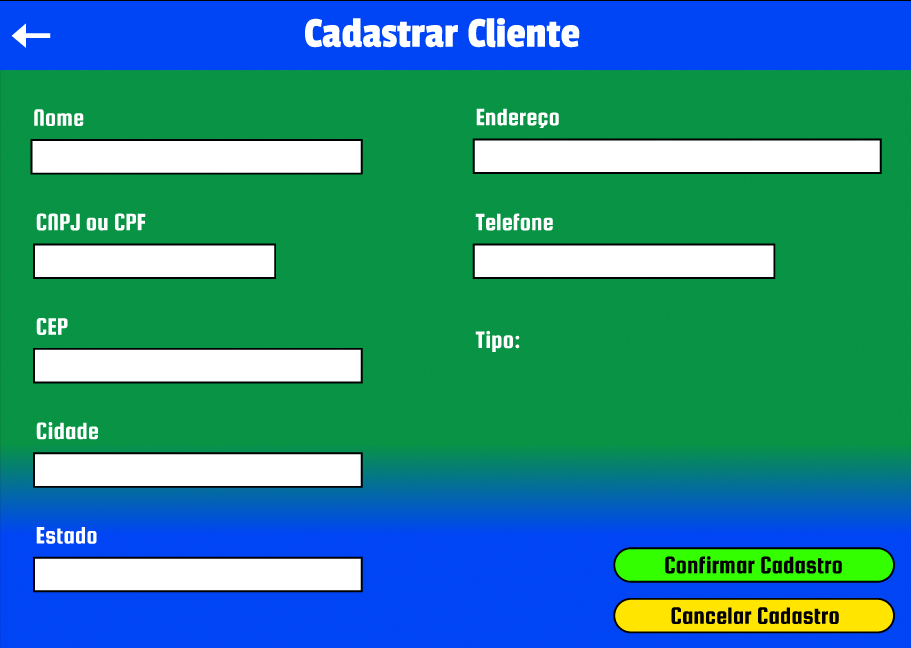 Cadastrar Cliente
Nome
Endereço
CNPJ ou CPF
Telefone
CEP
Tipo:
Cidade
Estado
Confirmar Cadastro
Cancelar Cadastro